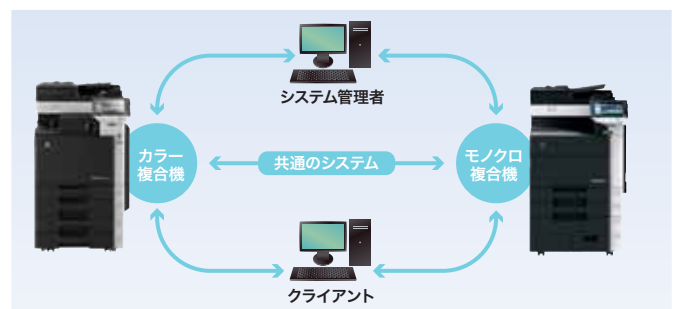 システム管理者
カラー
複合機
共通のシステム
モノクロ
複合機
クライアント